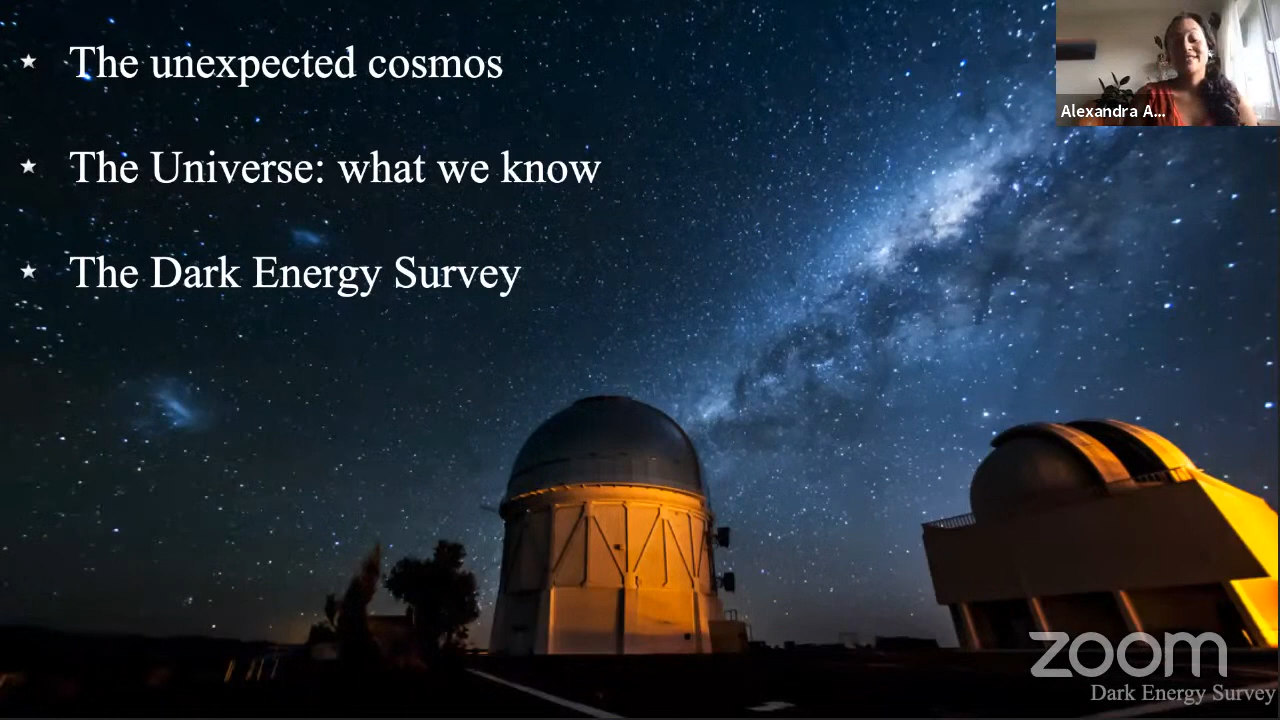 The unexpected cosmos
The Universe: what we know
The Dark Energy Survey
Alexandra A...
zoom
Dark Energy Survey